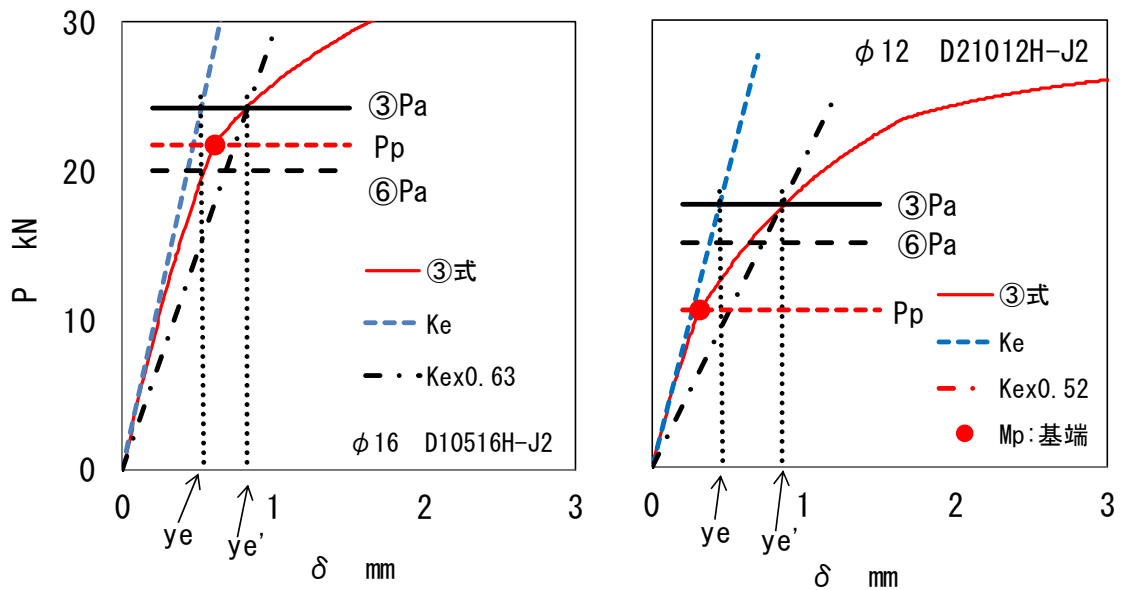 30
20
10
0
P kN
③Pa
Pp
⑥Pa
③式
Ke
Kex0.63
φ16 D10516H-J2
0
1
2
3
ye
ye'
δ mm
φ12 D21012H-J2
③Pa
⑥Pa
Pp
③式
Ke
Kex0.52
Mp:基端
0
1
2
3
ye
ye'
δ mm